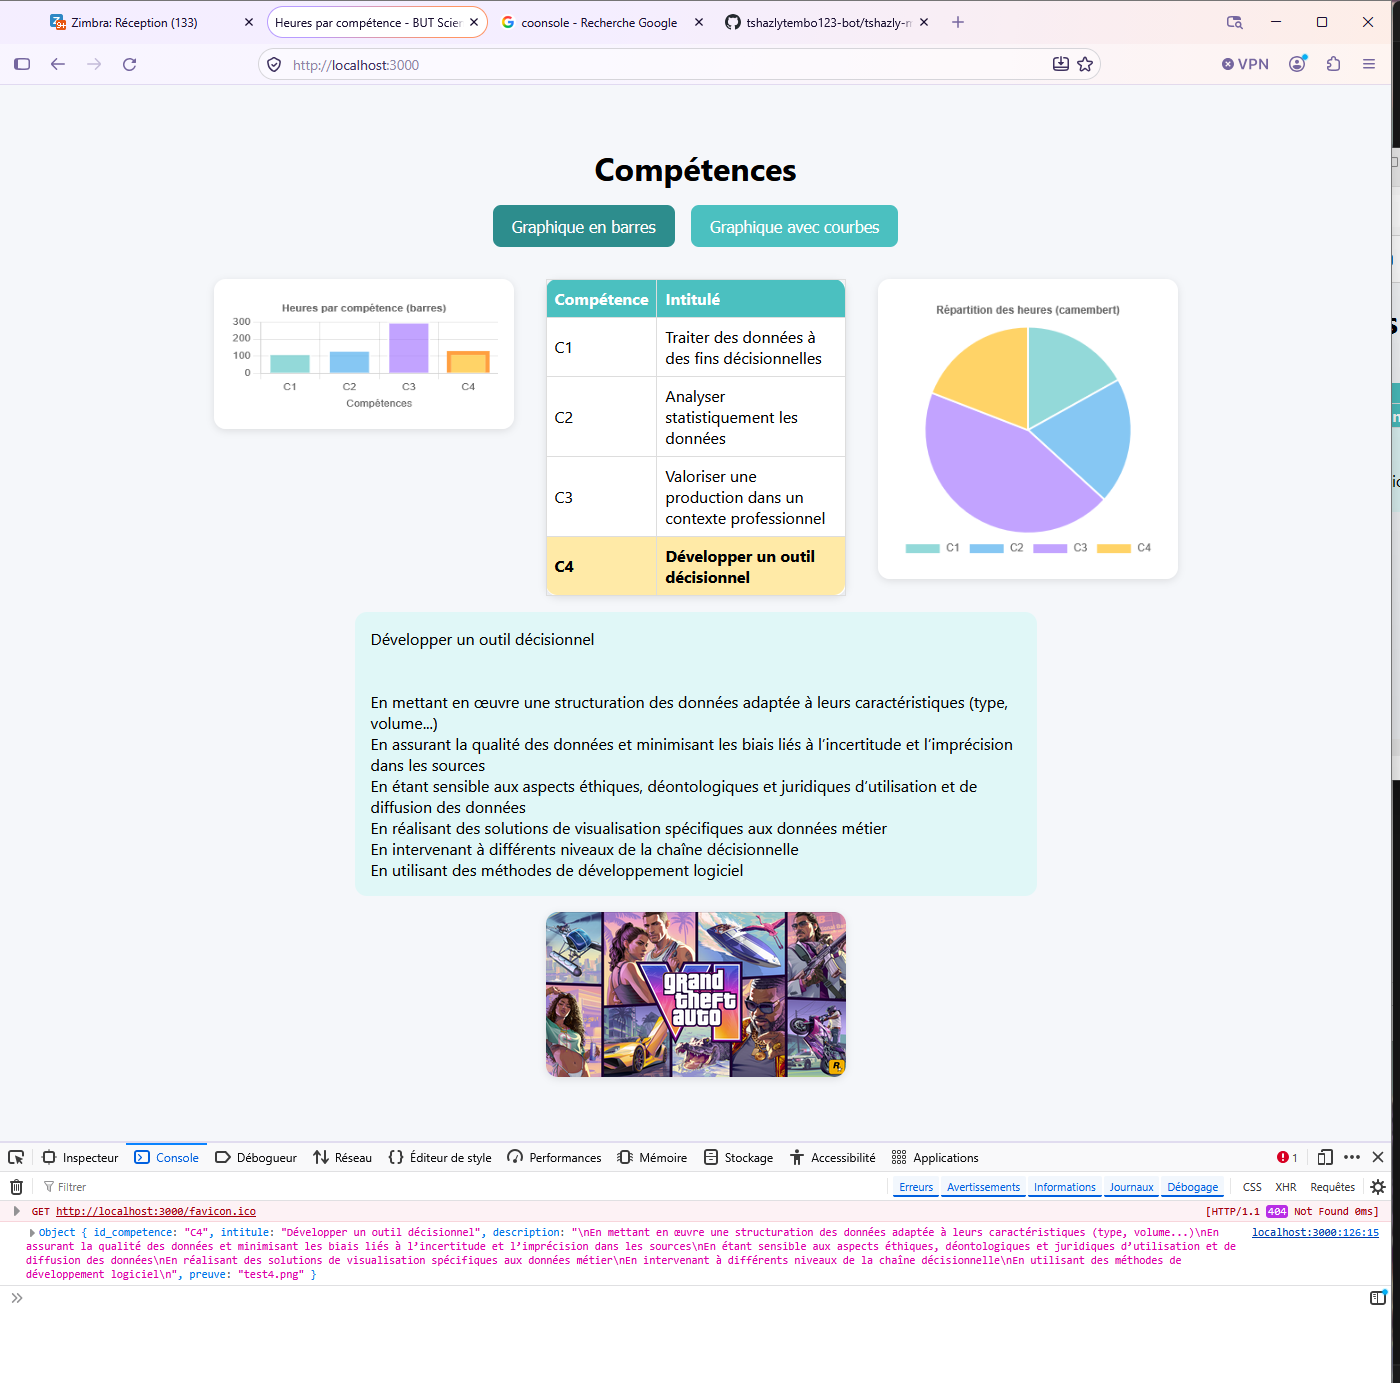 Zimbra: Réception (133)
Heures par compétence - BUT Scien
coonsole - Recherche Google
tshazlytembo123-bot/tshazly-m
http://localhost:3000
VPN
Compétences
Graphique en barres
Graphique avec courbes
Heures par compétence (barres)
300
200
100
0
C1
C2
C3
C4
Compétences
Compétence
Intitulé
C1
Traiter des données à
des fins décisionnelles
C2
Analyser
statistiquement les
données
C3
Valoriser une
production dans un
contexte professionnel
C4
Développer un outil
décisionnel
Répartition des heures (camembert)
C1
C2
C3
C4
Développer un outil décisionnel
En mettant en œuvre une structuration des données adaptée à leurs caractéristiques (type,
volume...)
En assurant la qualité des données et minimisant les biais liés à l’incertitude et l’imprécision
dans les sources
En étant sensible aux aspects éthiques, déontologiques et juridiques d’utilisation et de
diffusion des données
En réalisant des solutions de visualisation spécifiques aux données métier
En intervenant à différents niveaux de la chaîne décisionnelle
En utilisant des méthodes de développement logiciel
grand
theft
auto
VI
R
Inspecteur
Console
Débogueur
Réseau
Éditeur de style
Performances
Mémoire
Stockage
Accessibilité
Applications
1
Filtrer
Erreurs
Avertissements
Informations
Journaux
Débogage
CSS
XHR
Requêtes
GET http://localhost:3000/favicon.ico
[HTTP/1.1 404 Not Found 0ms]
Object { id_competence: "C4", intitule: "Développer un outil décisionnel", description: "\nEn mettant en œuvre une structuration des données adaptée à leurs caractéristiques (type, volume...)\nEn
localhost:3000:126:15
assurant la qualité des données et minimisant les biais liés à l’incertitude et l’imprécision dans les sources\nEn étant sensible aux aspects éthiques, déontologiques et juridiques d’utilisation et de
diffusion des données\nEn réalisant des solutions de visualisation spécifiques aux données métier\nEn intervenant à différents niveaux de la chaîne décisionnelle\nEn utilisant des méthodes de
développement logiciel\n", preuve: "test4.png" }